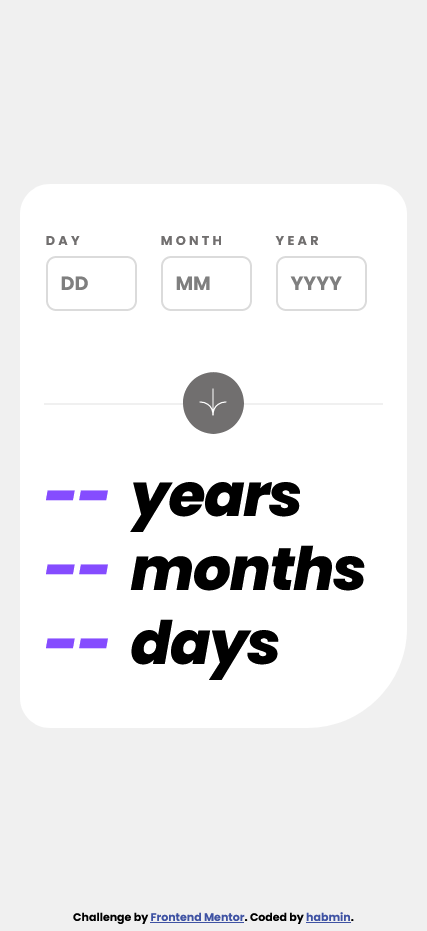 DAY MONTH YEAR
DD MM YYYY
-- years
-- months
-- days
Challenge by Frontend Mentor. Coded by habmin.